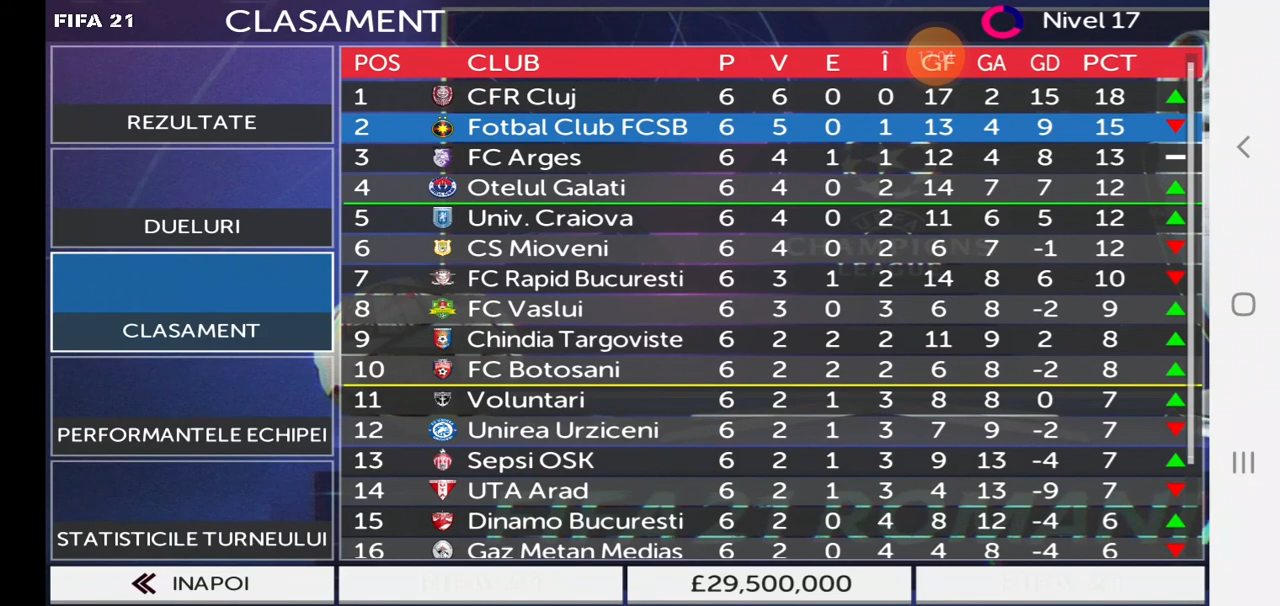 FIFA 21 CLASAMENT Nivel 17
REZULTATE
DUELURI
CLASAMENT
PERFORMANTELE ECHIPEI
STATISTICILE TURNEULUI
POS CLUB P V E Î GF GA GD PCT
1 CFR Cluj 6 6 0 0 17 2 15 18
2 Fotbal Club FCSB 6 5 0 1 13 4 9 15
3 FC Arges 6 4 1 1 12 4 8 13
4 Otelul Galati 6 4 0 2 14 7 7 12
5 Univ. Craiova 6 4 0 2 11 6 5 12
6 CS Mioveni 6 4 0 2 6 7 -1 12
7 FC Rapid Bucuresti 6 3 1 2 14 8 6 10
8 FC Vaslui 6 3 0 3 6 8 -2 9
9 Chindia Targoviste 6 2 2 2 11 9 2 8
10 FC Botosani 6 2 2 2 6 8 -2 8
11 Voluntari 6 2 1 3 8 8 0 7
12 Unirea Urziceni 6 2 1 3 7 9 -2 7
13 Sepsi OSK 6 2 1 3 9 13 -4 7
14 UTA Arad 6 2 1 3 4 13 -9 7
15 Dinamo Bucuresti 6 2 0 4 8 12 -4 6
16 Gaz Metan Medias 6 2 0 4 4 8 -4 6
INAPOI £29,500,000